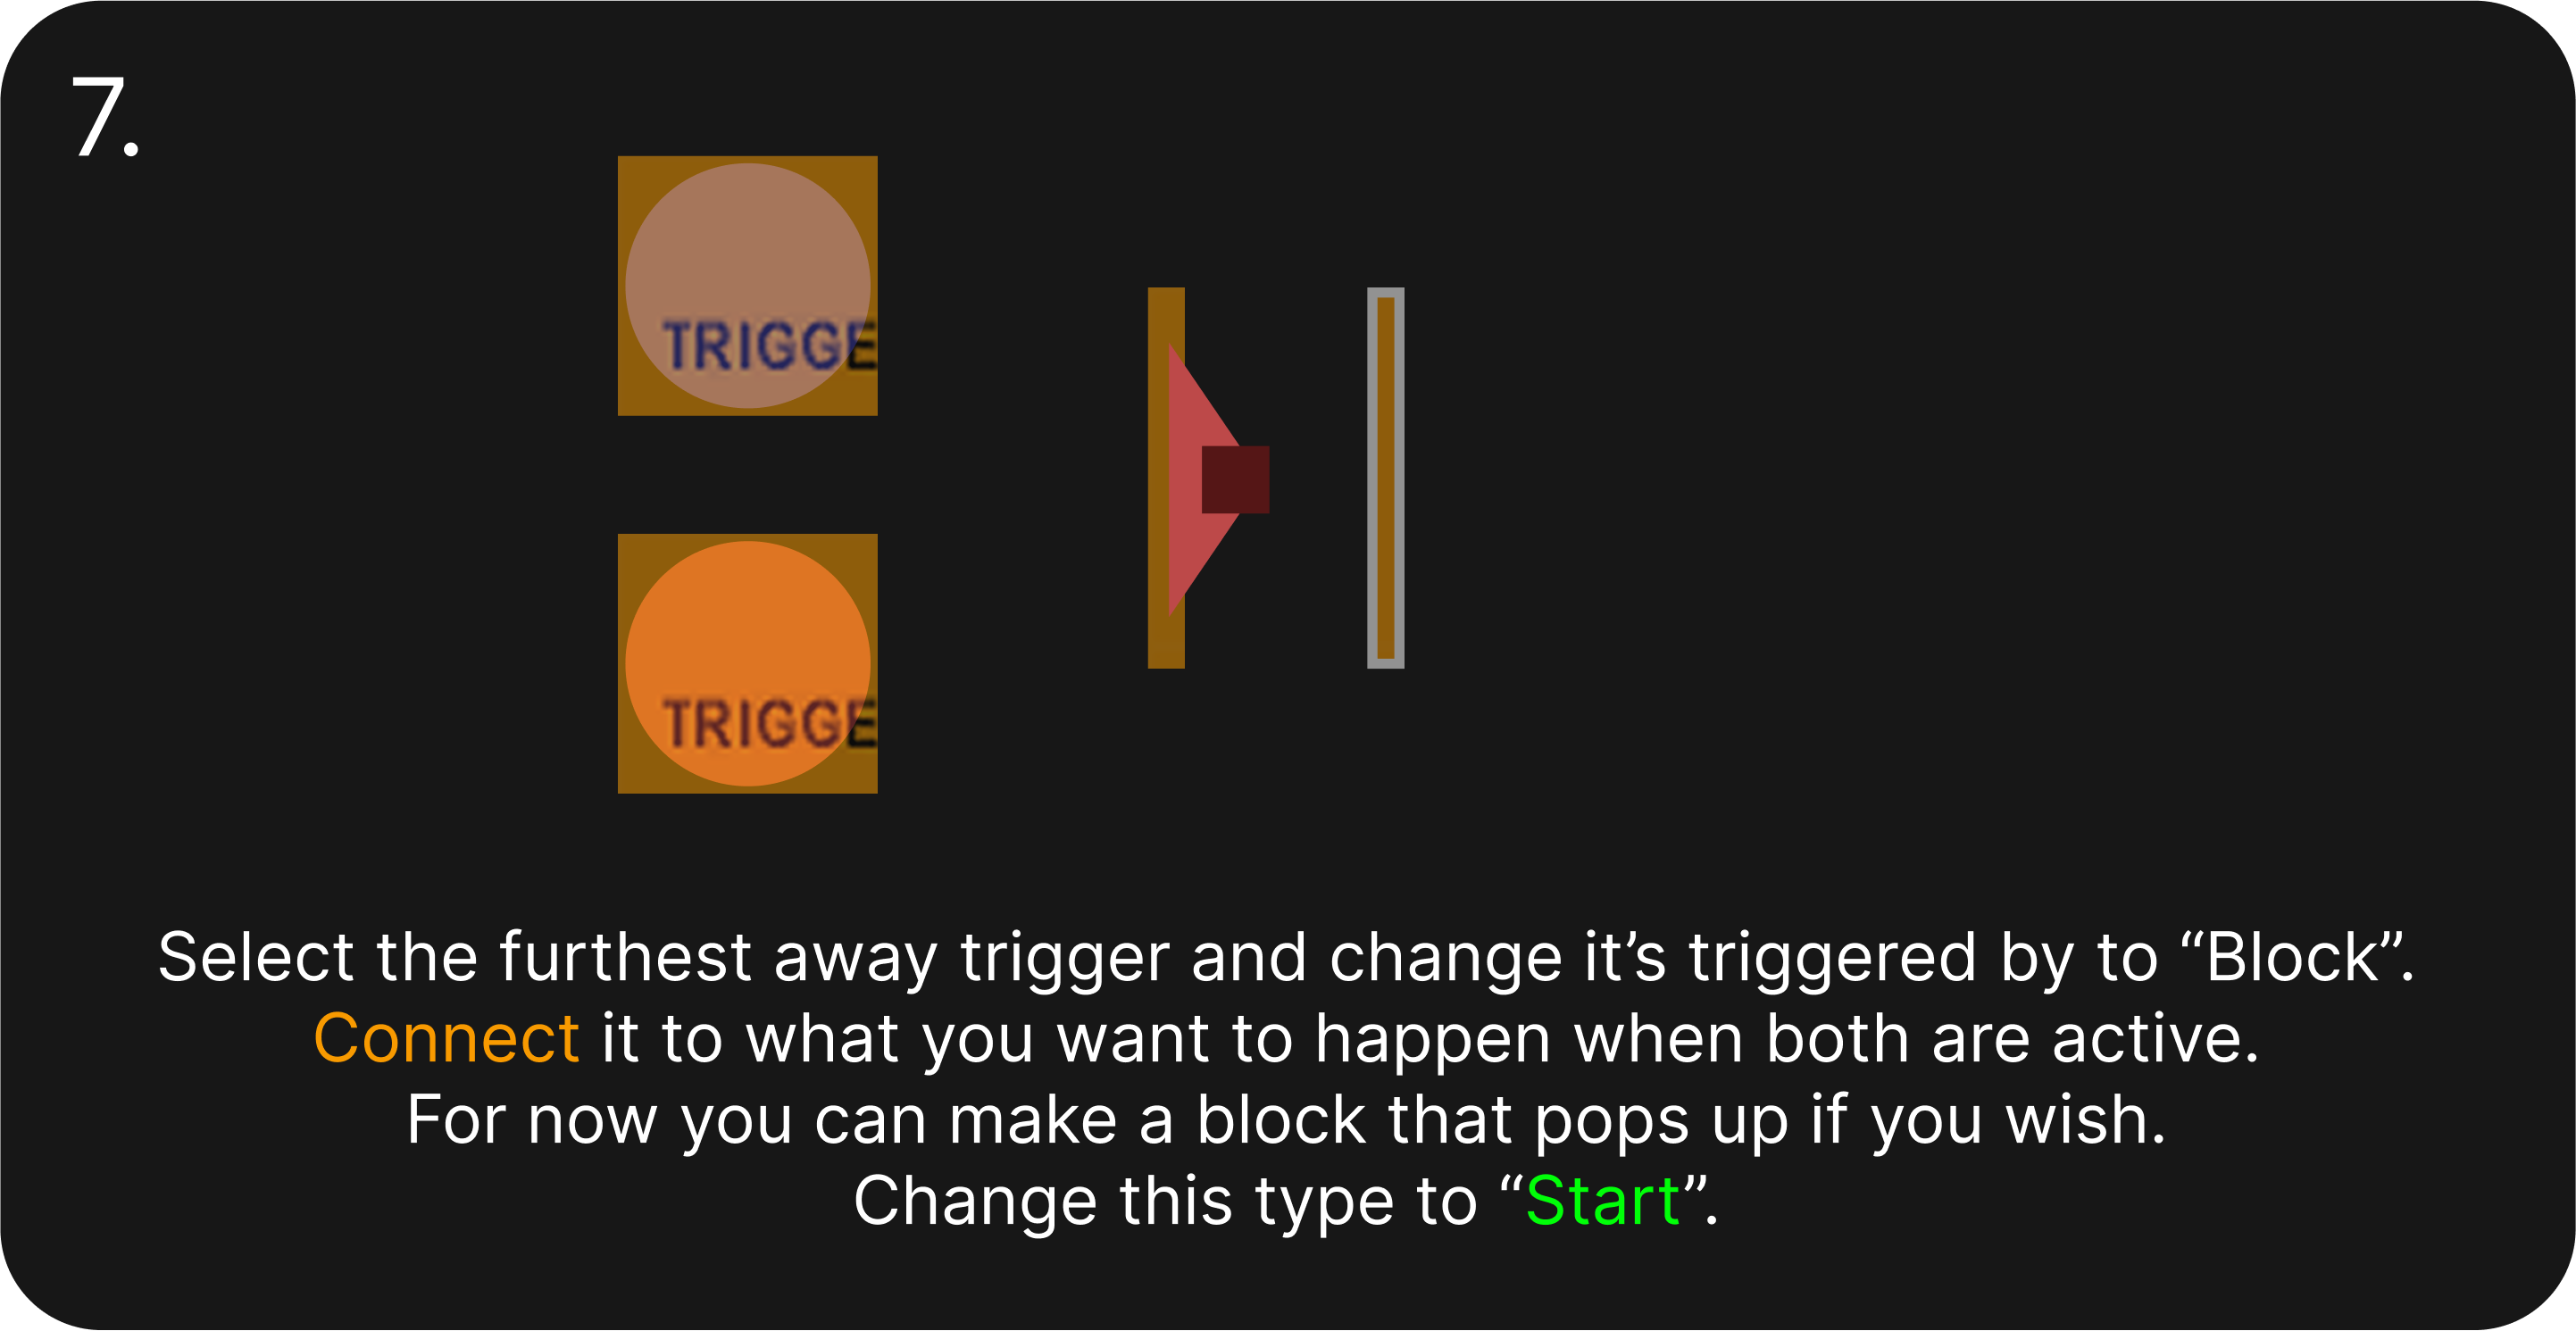 7.
TRIGGE
TRIGGE
Select the furthest away trigger and change it’s triggered by to “Block”.
Connect it to what you want to happen when both are active.
For now you can make a block that pops up if you wish.
Change this type to “Start”.